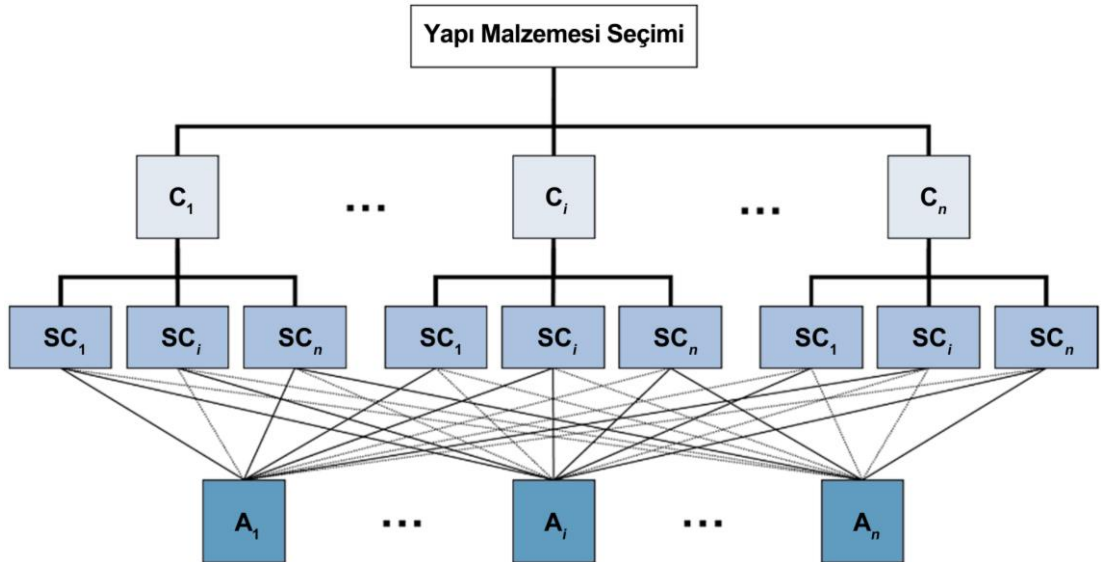 Yapı Malzemesi Seçimi
C₁ ... Cᵢ ... Cₙ
SC₁ SCᵢ SCₙ SC₁ SCᵢ SCₙ SC₁ SCᵢ SCₙ
A₁ ... Aᵢ ... Aₙ